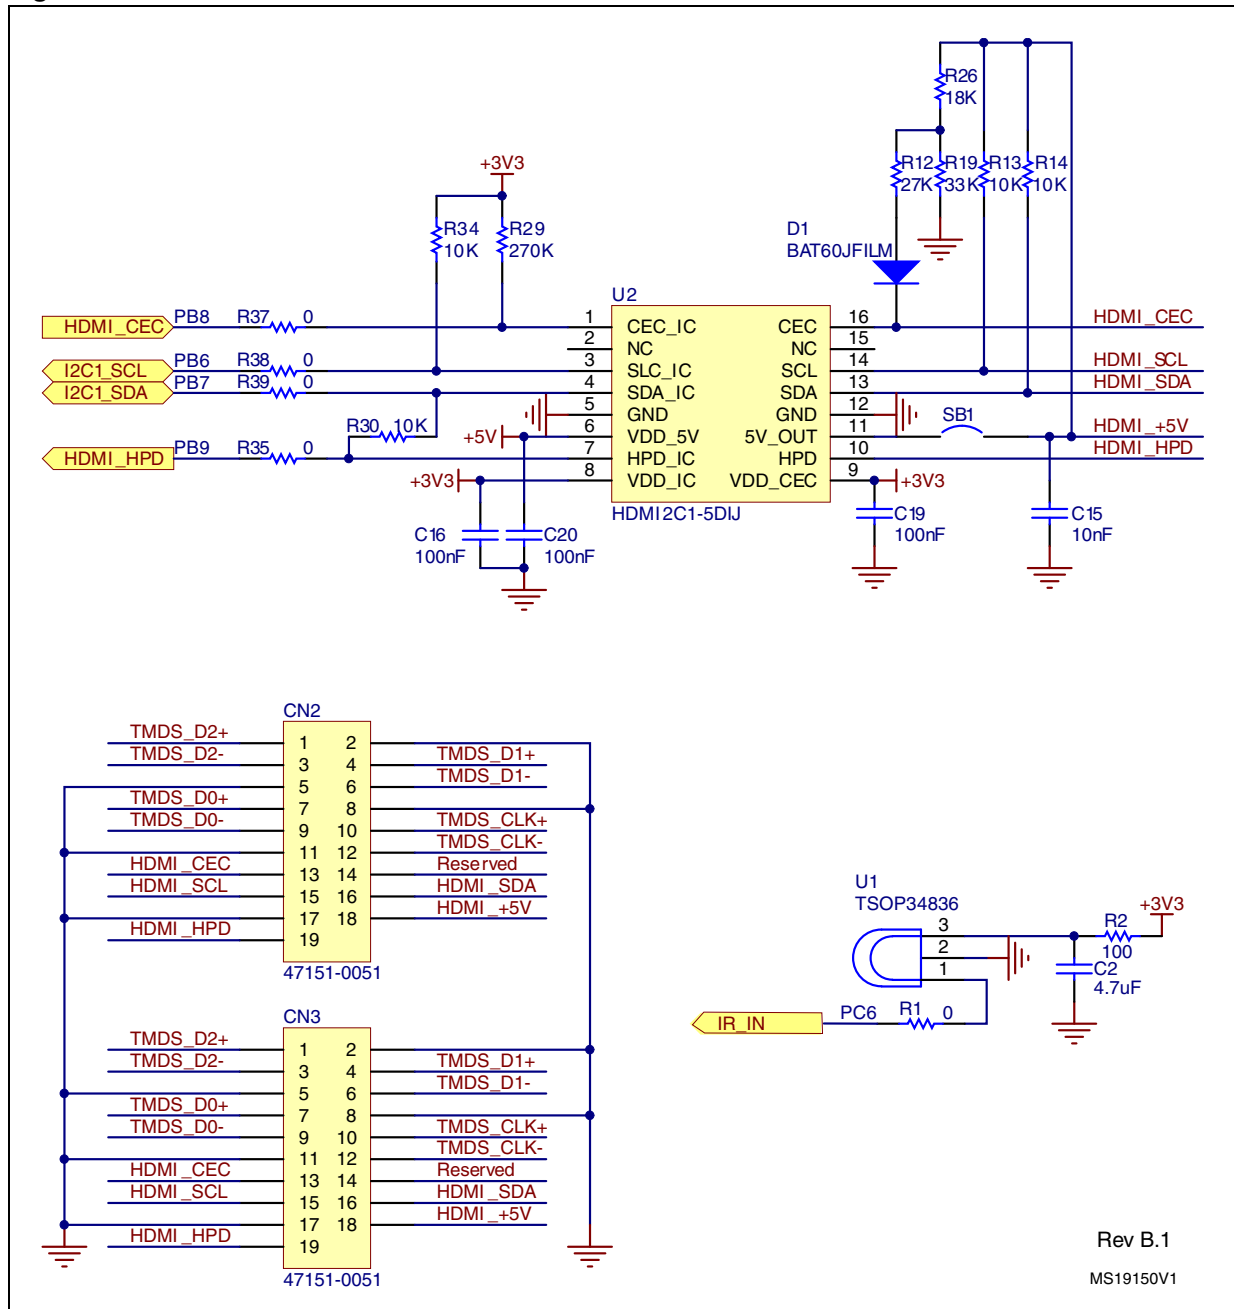 R26
18K
R12
27K
R19
33K
R13
10K
R14
10K
+3V3
R34
10K
R29
270K
D1
BAT60JFILM
U2
HDMI_CEC
PB8
R37
0
1
CEC_IC
CEC
16
HDMI_CEC
2
NC
NC
15
I2C1_SCL
PB6
R38
0
3
SLC_IC
SCL
14
HDMI_SCL
I2C1_SDA
PB7
R39
0
4
SDA_IC
SDA
13
HDMI_SDA
5
GND
GND
12
SB1
R30
10K
+5V
6
VDD_5V
5V_OUT
11
HDMI_+5V
HDMI_HPD
PB9
R35
0
7
HPD_IC
HPD
10
HDMI_HPD
+3V3
8
VDD_IC
VDD_CEC
9
+3V3
HDMI2C1-5DIJ
C16
100nF
C20
100nF
C19
100nF
C15
10nF
CN2
TMDS_D2+
1
2
TMDS_D2-
3
4
TMDS_D1+
5
6
TMDS_D1-
TMDS_D0+
7
8
TMDS_D0-
9
10
TMDS_CLK+
11
12
TMDS_CLK-
HDMI_CEC
13
14
Reserved
HDMI_SCL
15
16
HDMI_SDA
17
18
HDMI_+5V
HDMI_HPD
19
47151-0051
U1
TSOP34836
3
2
1
R2
100
+3V3
C2
4.7uF
IR_IN
PC6
R1
0
CN3
TMDS_D2+
1
2
TMDS_D2-
3
4
TMDS_D1+
5
6
TMDS_D1-
TMDS_D0+
7
8
TMDS_D0-
9
10
TMDS_CLK+
11
12
TMDS_CLK-
HDMI_CEC
13
14
Reserved
HDMI_SCL
15
16
HDMI_SDA
17
18
HDMI_+5V
HDMI_HPD
19
47151-0051
Rev B.1
MS19150V1